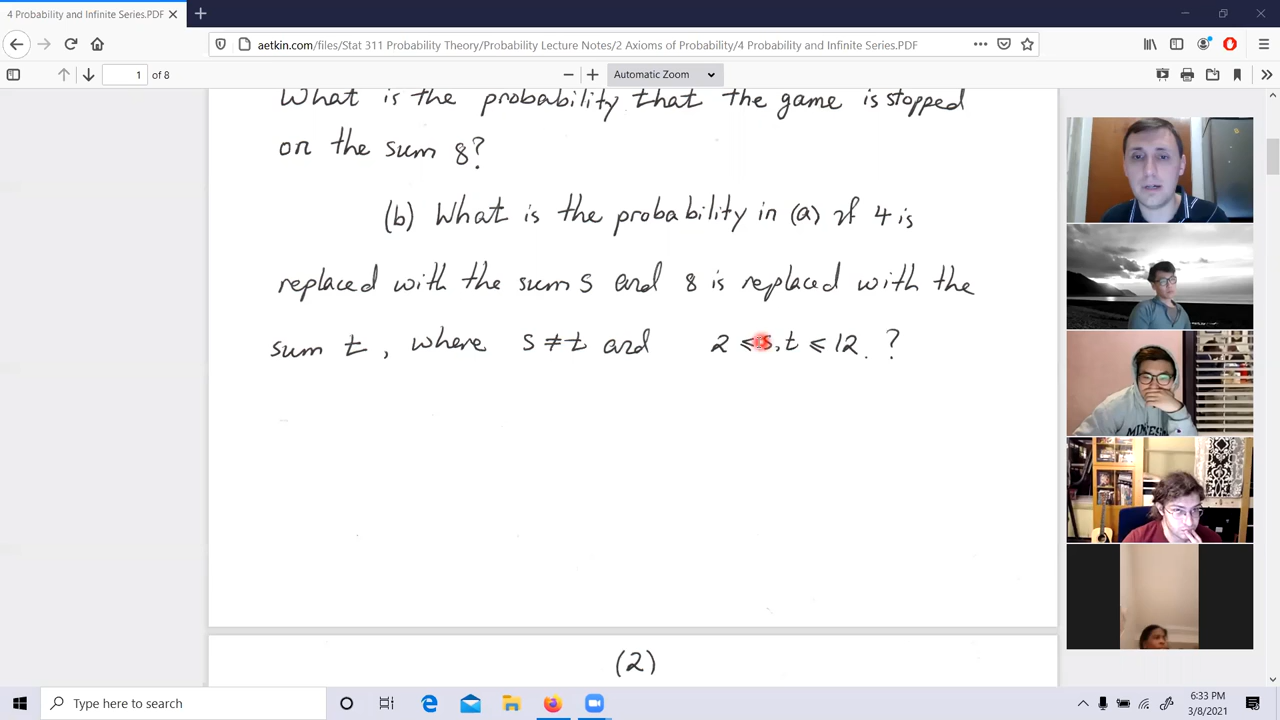 4 Probability and Infinite Series.PDF
aetkin.com/files/Stat 311 Probability Theory/Probability Lecture Notes/2 Axioms of Probability/4 Probability and Infinite Series.PDF
1 of 8
Automatic Zoom
What is the probability that the game is stopped
on the sum 8?
(b) What is the probability in (a) if 4 is
replaced with the sum s and 8 is replaced with the
sum t, where s ≠ t and 2 ≤ s, t ≤ 12. ?
(2)
Type here to search
6:33 PM
3/8/2021